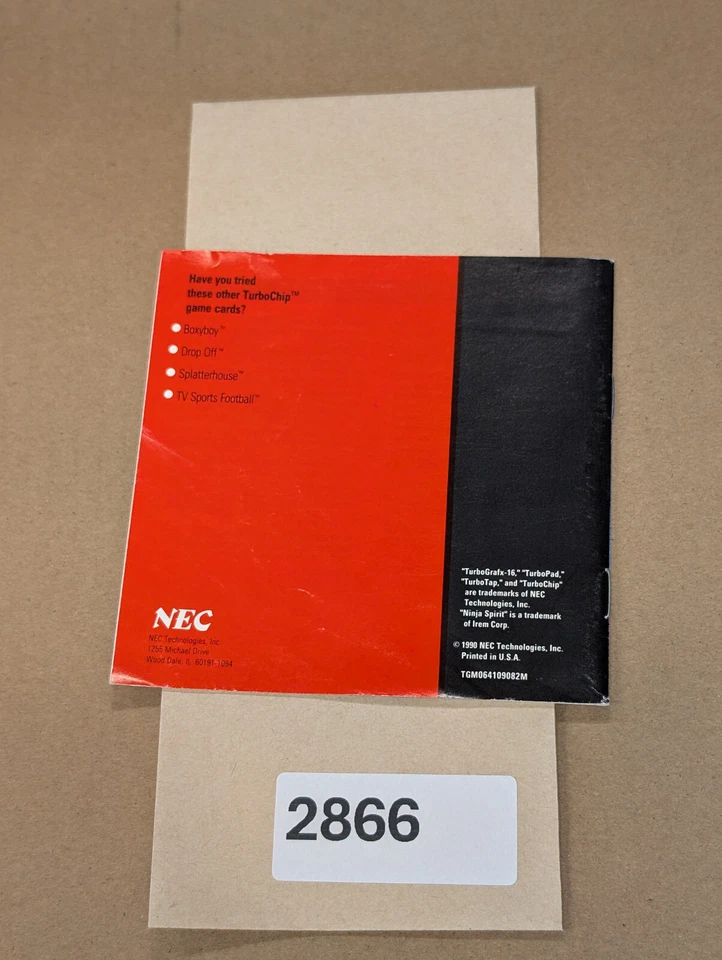 Have you tried
these other TurboChip™
game cards?
Boxyboy™
Drop Off™
Splatterhouse™
TV Sports Football™
NEC
NEC Technologies, Inc.
1255 Michael Drive
Wood Dale, IL 60191-1094
"TurboGrafx-16," "TurboPad,"
"TurboTap," and "TurboChip"
are trademarks of NEC
Technologies, Inc.
"Ninja Spirit" is a trademark
of Irem Corp.
© 1990 NEC Technologies, Inc.
Printed in U.S.A.
TGM064109082M
2866